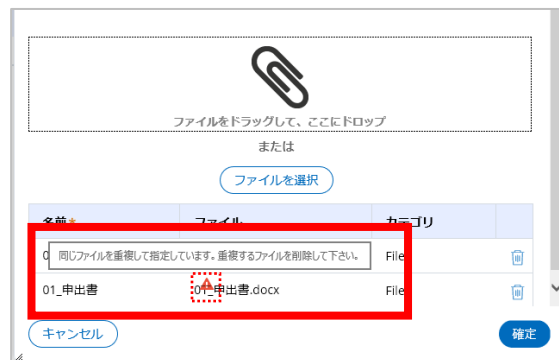 ファイルをドラッグして、ここにドロップ
または
ファイルを選択
名前* ファイル カテゴリ
0 同じファイルを重複して指定しています。重複するファイルを削除して下さい。 File
01_申出書 01_申出書.docx File
キャンセル 確定